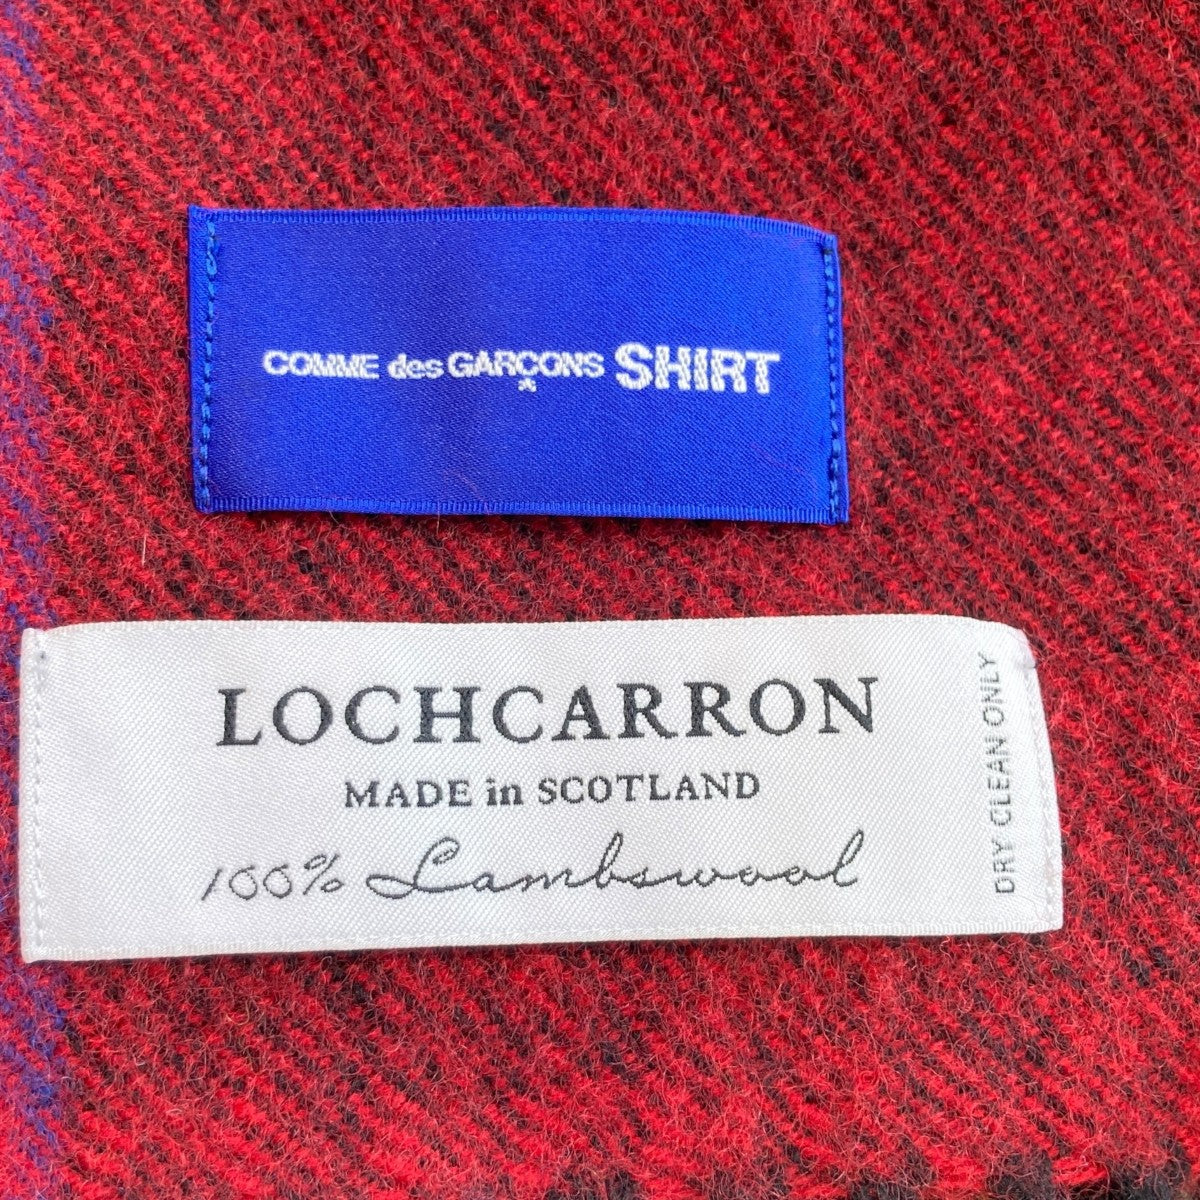 COMME des GARÇONS SHIRT
LOCHCARRON
MADE in SCOTLAND
100% Lambswool
DRY CLEAN ONLY